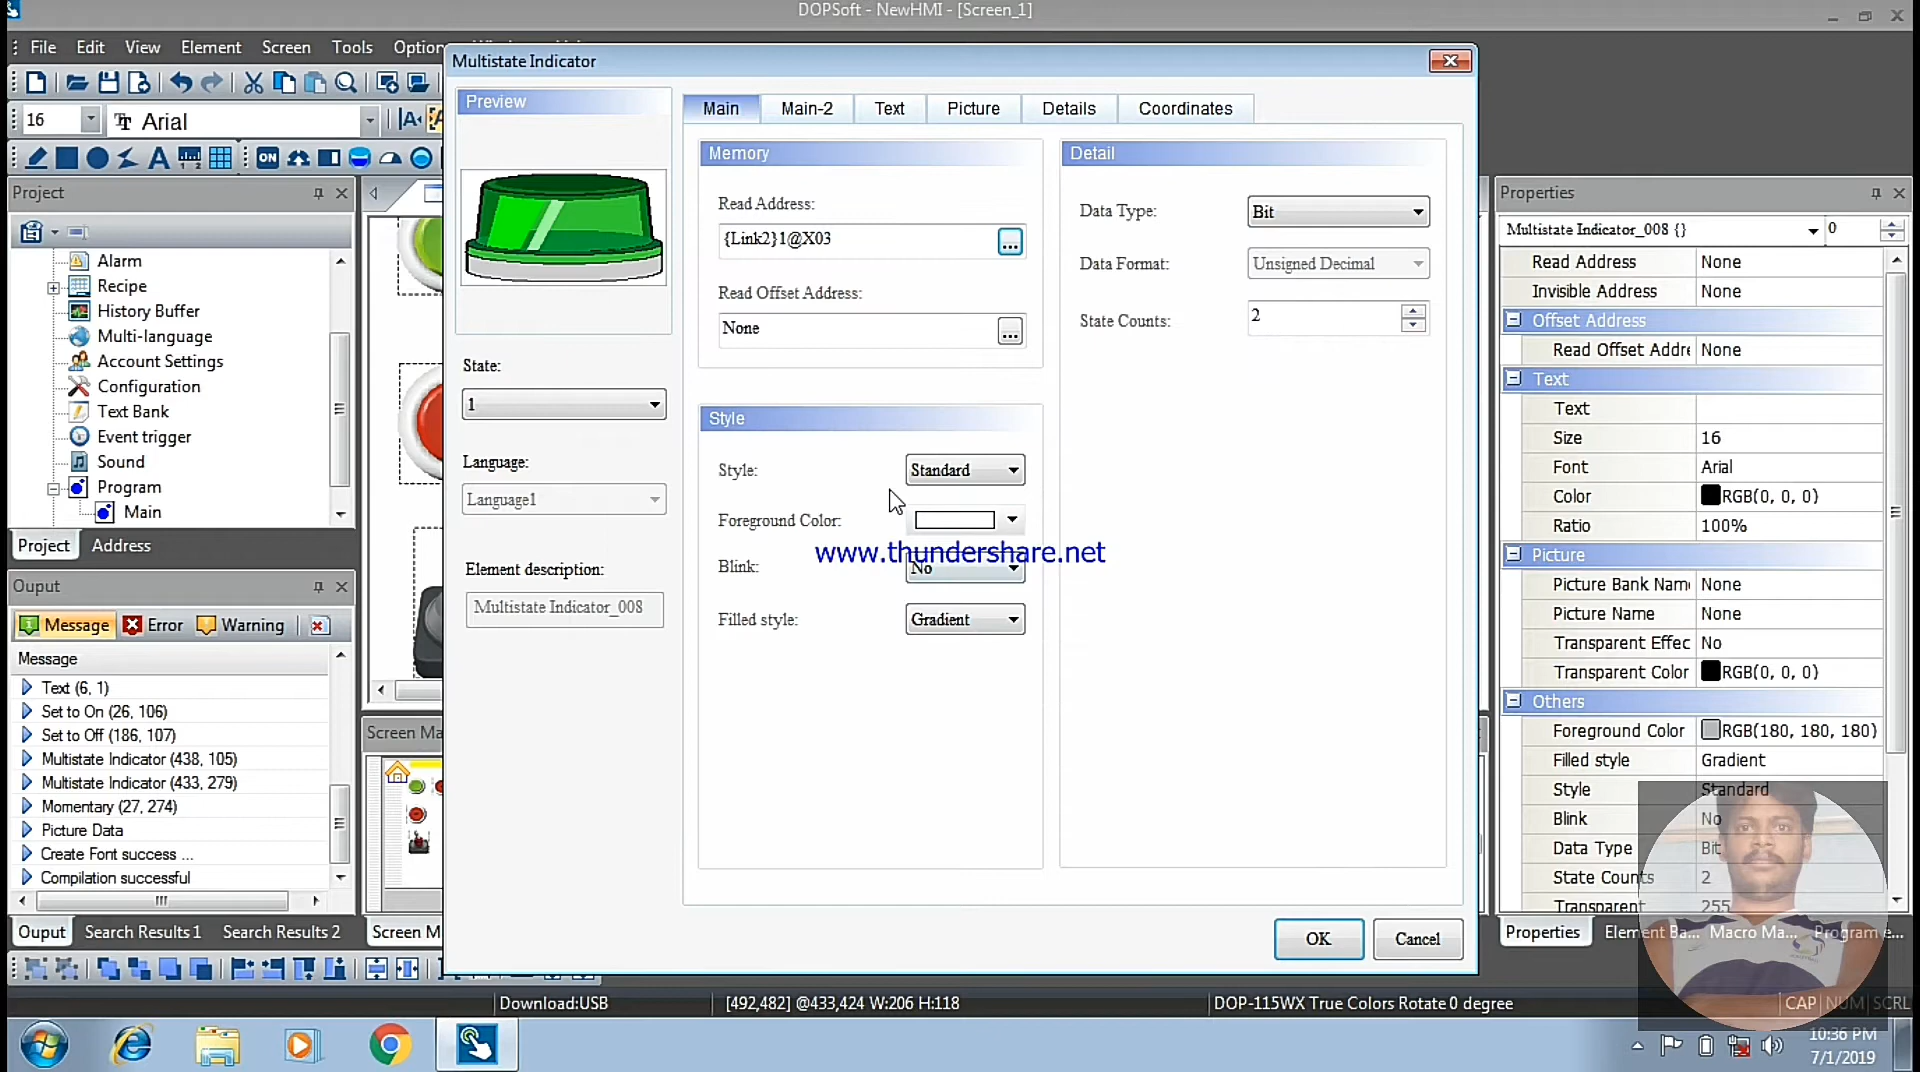 DOPSoft - NewHMI - [Screen_1]
File Edit View Element Screen Tools
16 Arial
Project
Alarm
Recipe
History Buffer
Multi-language
Account Settings
Configuration
Text Bank
Event trigger
Sound
Program
Main
Project Address
Ouput
Message Error Warning
Message
Text (6, 1)
Set to On (26, 106)
Set to Off (186, 107)
Multistate Indicator (438, 105)
Multistate Indicator (433, 279)
Momentary (27, 274)
Picture Data
Create Font success ...
Compilation successful
Ouput Search Results 1 Search Results 2
Screen Ma
Screen M
Multistate Indicator
Preview
State:
1
Language:
Language1
Element description:
Multistate Indicator_008
Main Main-2 Text Picture Details Coordinates
Memory
Read Address:
{Link2}1@X03
Read Offset Address:
None
Style
Style: Standard
Foreground Color:
www.thundershare.net
Blink: No
Filled style: Gradient
Detail
Data Type: Bit
Data Format: Unsigned Decimal
State Counts: 2
OK Cancel
Properties
Multistate Indicator_008 {} 0
Read Address None
Invisible Address None
Offset Address
Read Offset Addre None
Text
Text
Size 16
Font Arial
Color RGB(0, 0, 0)
Ratio 100%
Picture
Picture Bank Name None
Picture Name None
Transparent Effec No
Transparent Color RGB(0, 0, 0)
Others
Foreground Color RGB(180, 180, 180)
Filled style Gradient
Style Standard
Blink No
Data Type Bit
State Counts 2
Transparent 255
Properties Element Ba... Macro Ma... Program e...
Download:USB [492,482] @433,424 W:206 H:118 DOP-115WX True Colors Rotate 0 degree CAP NUM SCRL
10:36 PM
7/1/2019